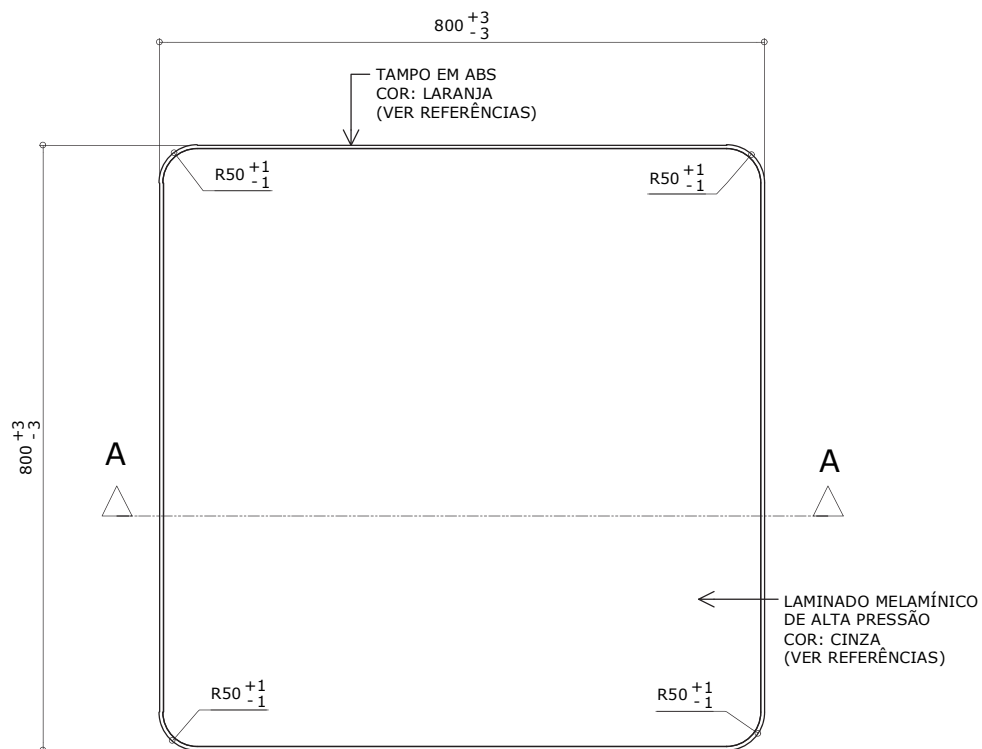 800 +3 -3
TAMPO EM ABS
COR: LARANJA
(VER REFERÊNCIAS)
R50 +1 -1
R50 +1 -1
800 +3 -3
A
A
LAMINADO MELAMÍNICO
DE ALTA PRESSÃO
COR: CINZA
(VER REFERÊNCIAS)
R50 +1 -1
R50 +1 -1